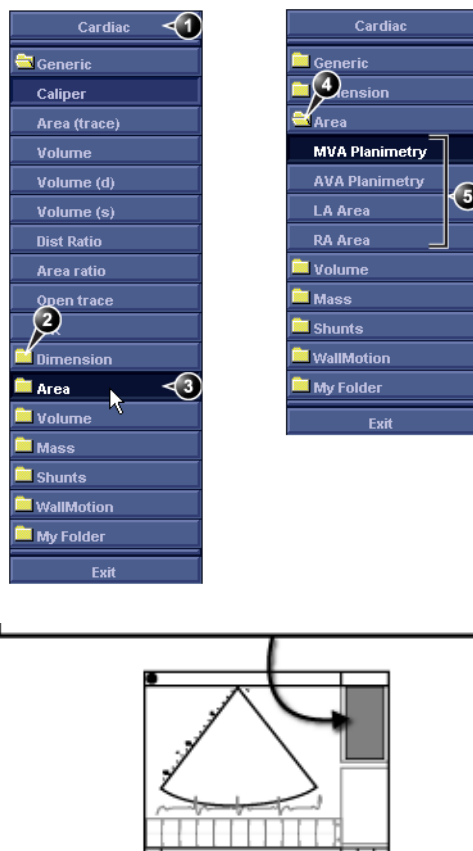 Cardiac
1
Generic
Caliper
Area (trace)
Volume
Volume (d)
Volume (s)
Dist Ratio
Area ratio
Open trace
2
Dimension
Area
3
Volume
Mass
Shunts
WallMotion
My Folder
Exit
Cardiac
Generic
4
ension
Area
MVA Planimetry
AVA Planimetry
5
LA Area
RA Area
Volume
Mass
Shunts
WallMotion
My Folder
Exit